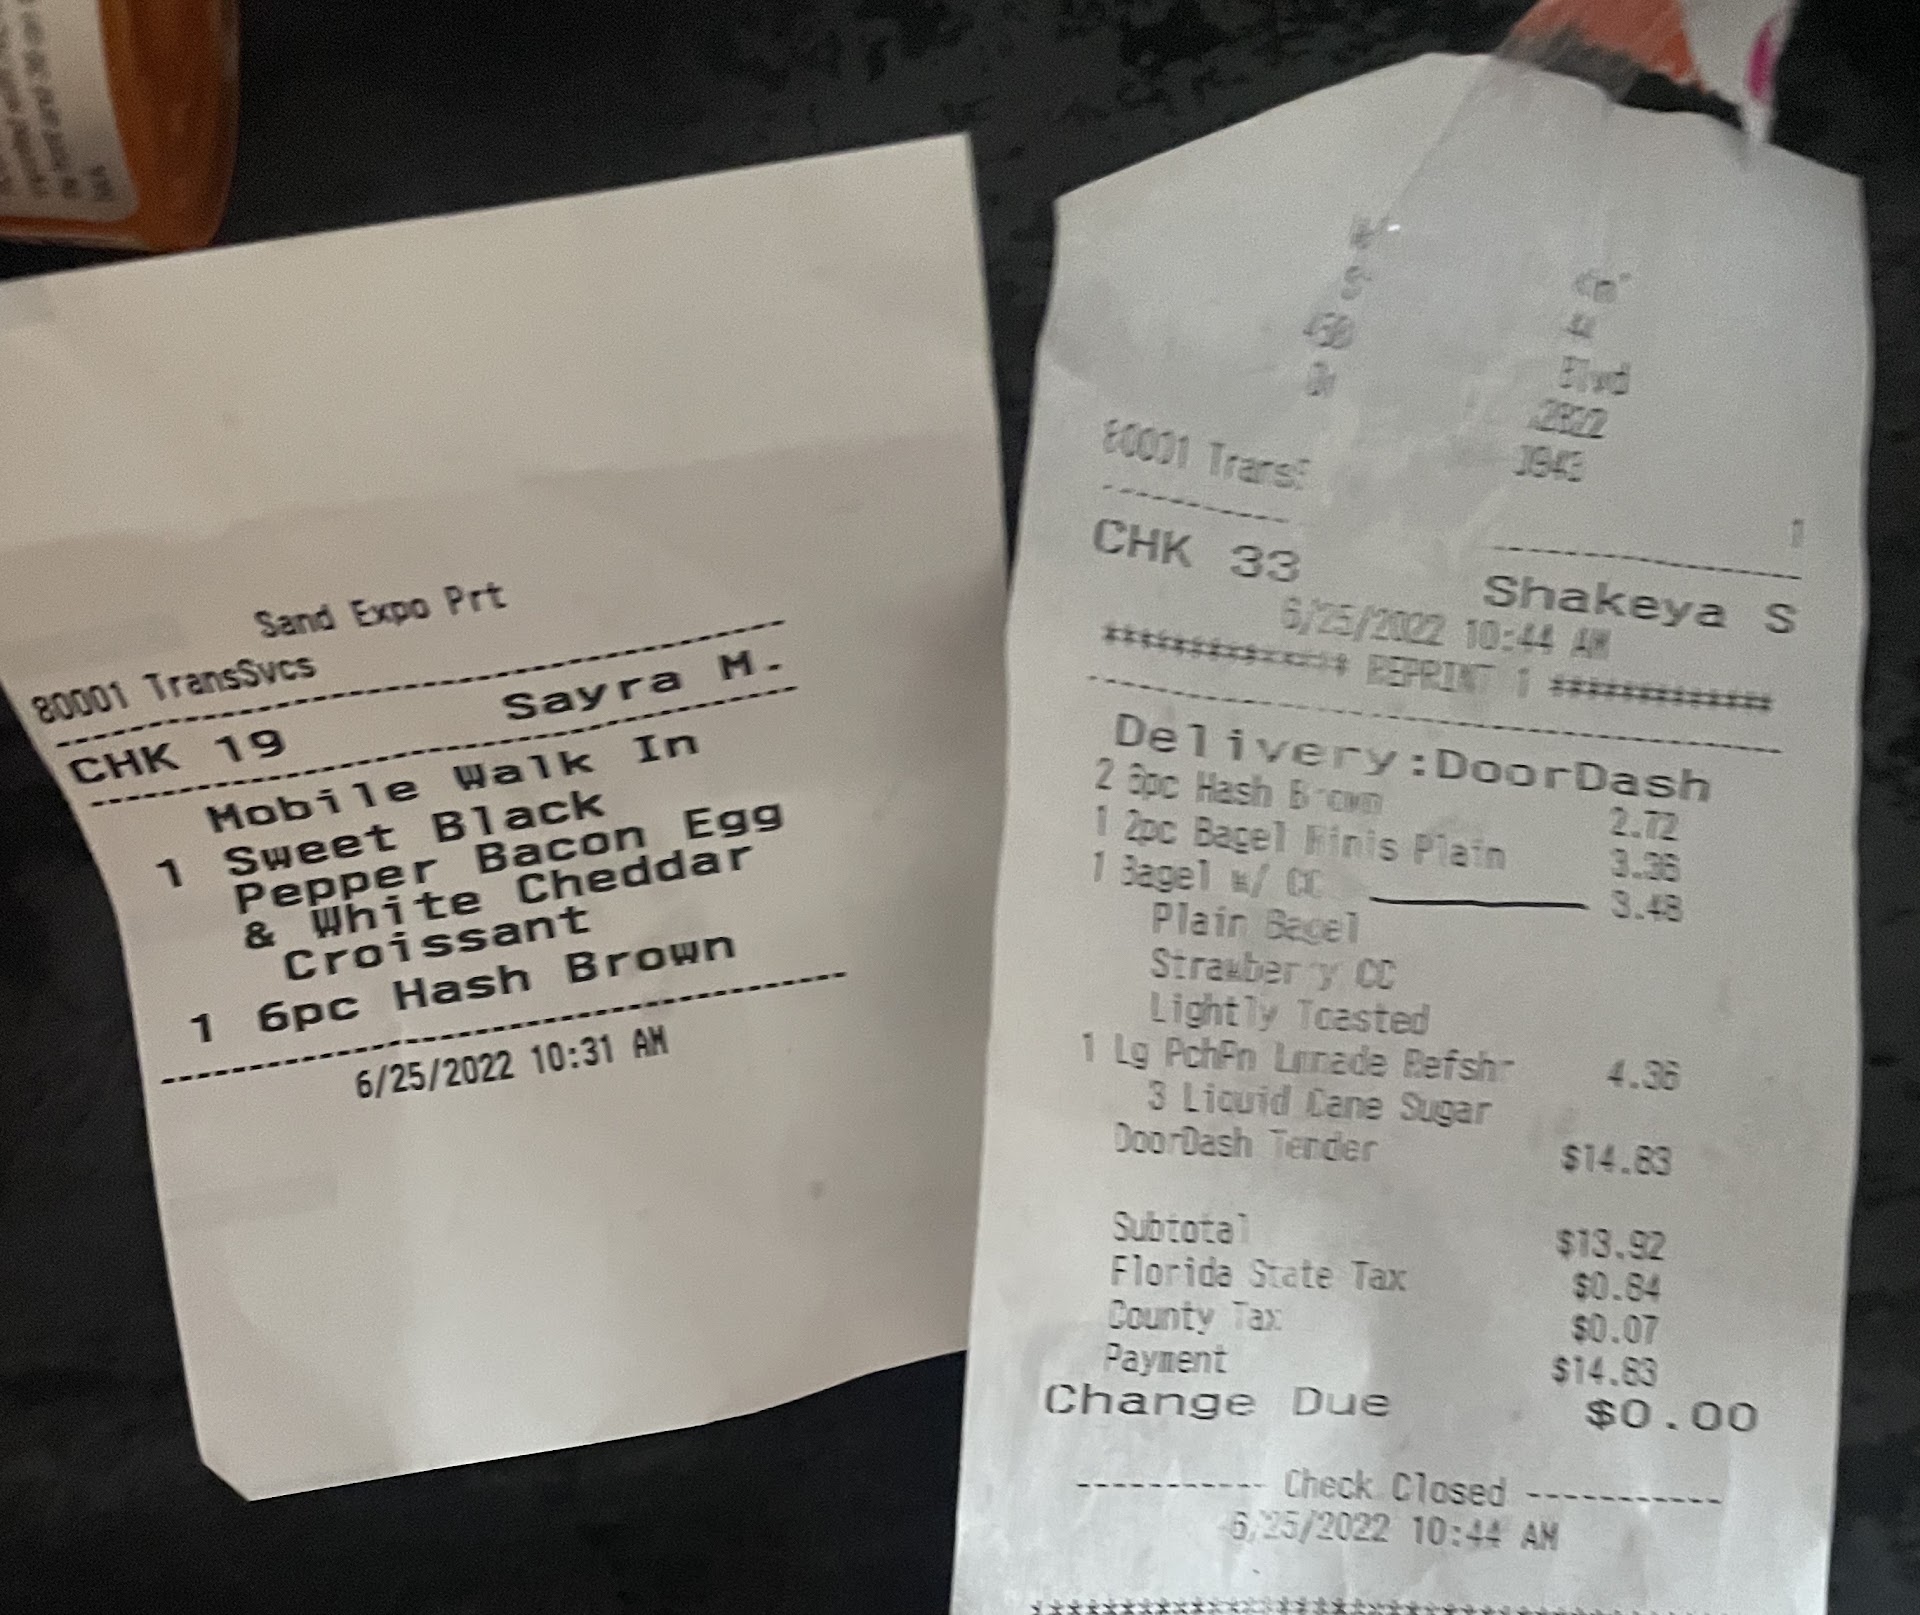 Sand Expo Prt
80001 TransSvcs
CHK 19 Sayra M.
Mobile Walk In
1 Sweet Black
Pepper Bacon Egg
& White Cheddar
Croissant
1 6pc Hash Brown
6/25/2022 10:31 AM
Blvd
80001 Trans
1
CHK 33 Shakeya S
6/25/2022 10:44 AM
************** REPRINT 1 **************
Delivery:DoorDash
2 6pc Hash Brown 2.72
1 2pc Bagel Minis Plain 3.36
1 Bagel w/ CC 3.48
Plain Bagel
Strawberry CC
Lightly Toasted
1 Lg PchPn Lmnade Refshr 4.36
3 Liquid Cane Sugar
DoorDash Tender $14.83
Subtotal $13.92
Florida State Tax $0.84
County Tax $0.07
Payment $14.83
Change Due $0.00
----------- Check Closed -----------
6/25/2022 10:44 AM